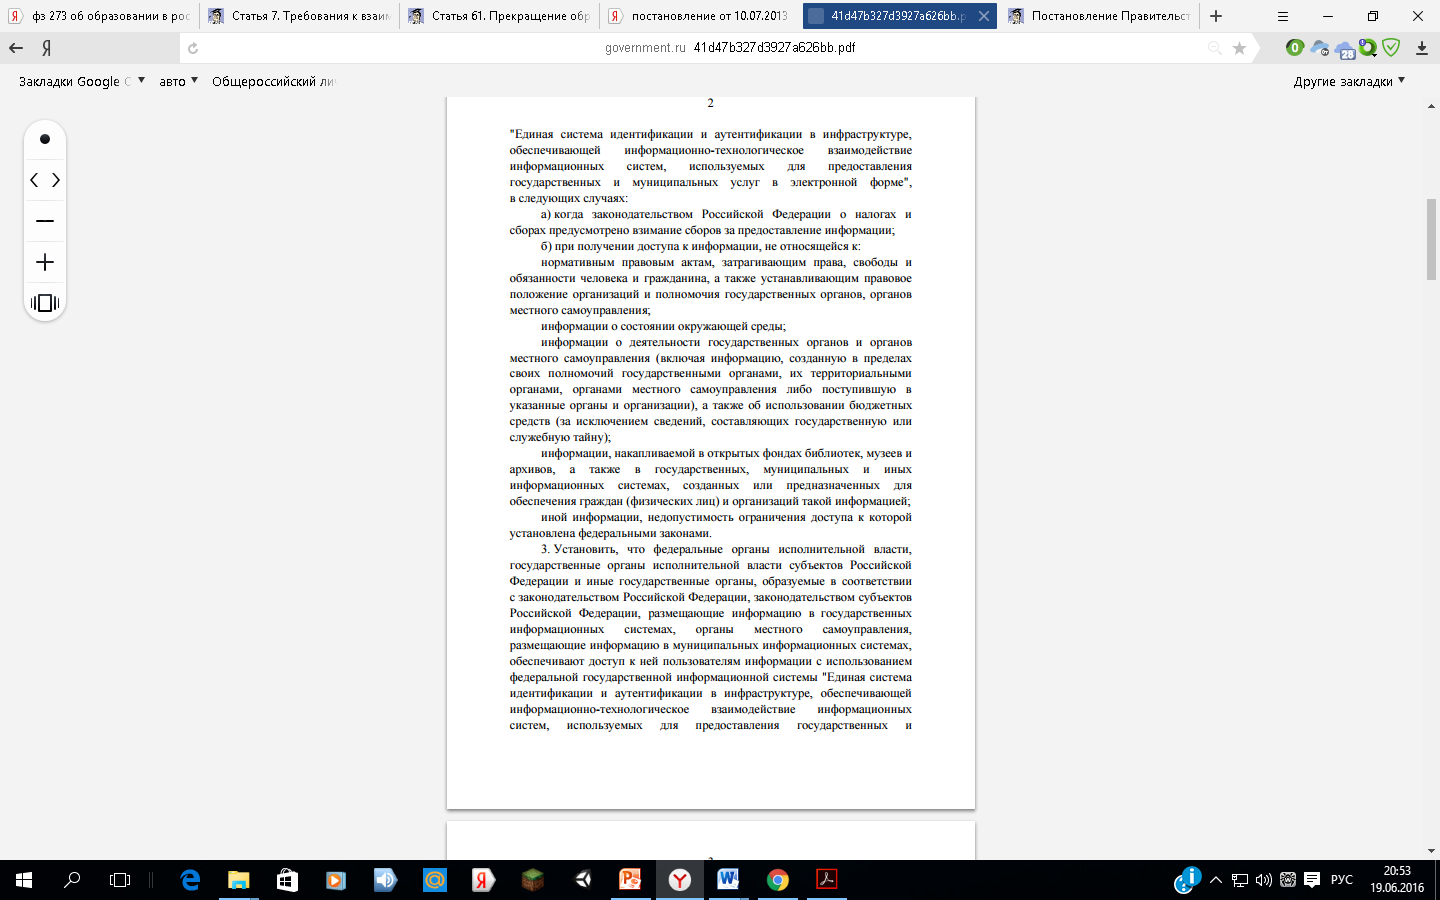 фз 273 об образовании в рос
Статья 7. Требования к взаим
Статья 61. Прекращение обр
постановление от 10.07.2013
41d47b327d3927a626bb.p
Постановление Правительст
government.ru 41d47b327d3927a626bb.pdf
0
28
Закладки Google С
авто
Общероссийский ли
Другие закладки
2
"Единая система идентификации и аутентификации в инфраструктуре,
обеспечивающей информационно-технологическое взаимодействие
информационных систем, используемых для предоставления
государственных и муниципальных услуг в электронной форме",
в следующих случаях:
а) когда законодательством Российской Федерации о налогах и
сборах предусмотрено взимание сборов за предоставление информации;
б) при получении доступа к информации, не относящейся к:
нормативным правовым актам, затрагивающим права, свободы и
обязанности человека и гражданина, а также устанавливающим правовое
положение организаций и полномочия государственных органов, органов
местного самоуправления;
информации о состоянии окружающей среды;
информации о деятельности государственных органов и органов
местного самоуправления (включая информацию, созданную в пределах
своих полномочий государственными органами, их территориальными
органами, органами местного самоуправления либо поступившую в
указанные органы и организации), а также об использовании бюджетных
средств (за исключением сведений, составляющих государственную или
служебную тайну);
информации, накапливаемой в открытых фондах библиотек, музеев и
архивов, а также в государственных, муниципальных и иных
информационных системах, созданных или предназначенных для
обеспечения граждан (физических лиц) и организаций такой информацией;
иной информации, недопустимость ограничения доступа к которой
установлена федеральными законами.
3. Установить, что федеральные органы исполнительной власти,
государственные органы исполнительной власти субъектов Российской
Федерации и иные государственные органы, образуемые в соответствии
с законодательством Российской Федерации, законодательством субъектов
Российской Федерации, размещающие информацию в государственных
информационных системах, органы местного самоуправления,
размещающие информацию в муниципальных информационных системах,
обеспечивают доступ к ней пользователям информации с использованием
федеральной государственной информационной системы "Единая система
идентификации и аутентификации в инфраструктуре, обеспечивающей
информационно-технологическое взаимодействие информационных
систем, используемых для предоставления государственных и
РУС
20:53
19.06.2016